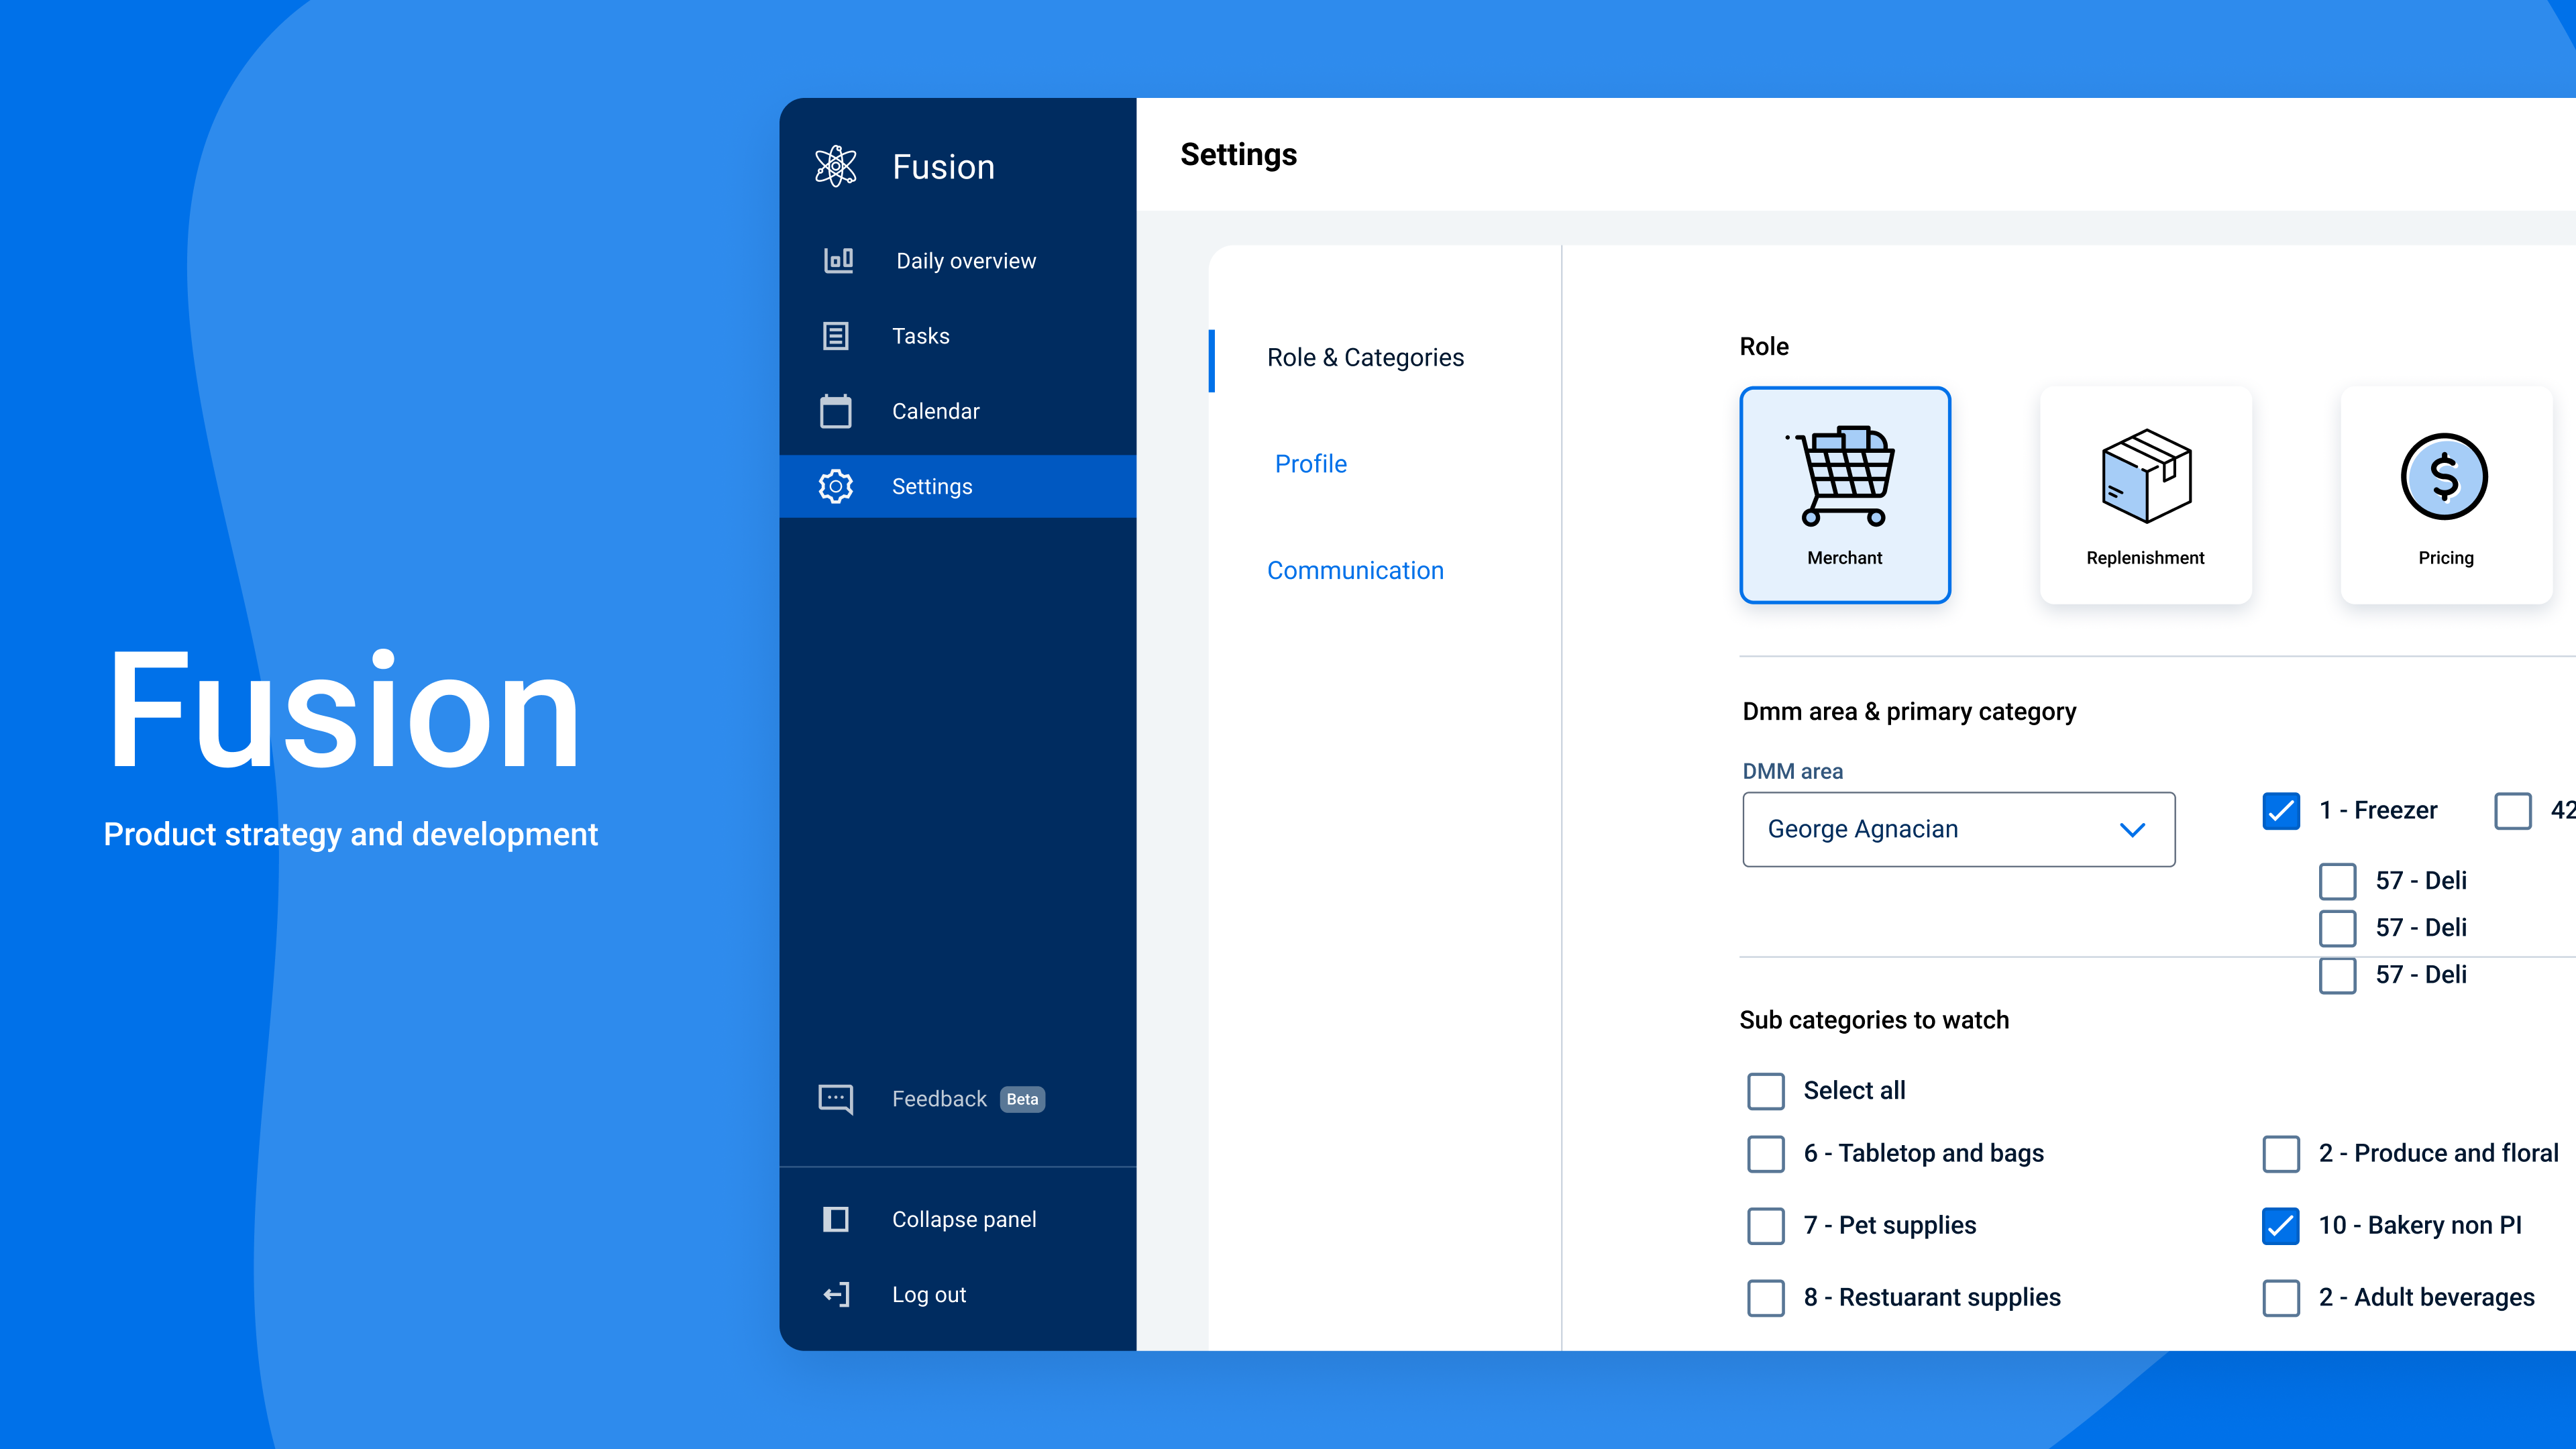 Fusion
Product strategy and development
Fusion
Daily overview
Tasks
Calendar
Settings
Feedback Beta
Collapse panel
Log out
Settings
Role & Categories
Profile
Communication
Role
Merchant
Replenishment
Pricing
Dmm area & primary category
DMM area
George Agnacian
1 - Freezer
42
57 - Deli
57 - Deli
57 - Deli
Sub categories to watch
Select all
6 - Tabletop and bags
2 - Produce and floral
7 - Pet supplies
10 - Bakery non PI
8 - Restuarant supplies
2 - Adult beverages